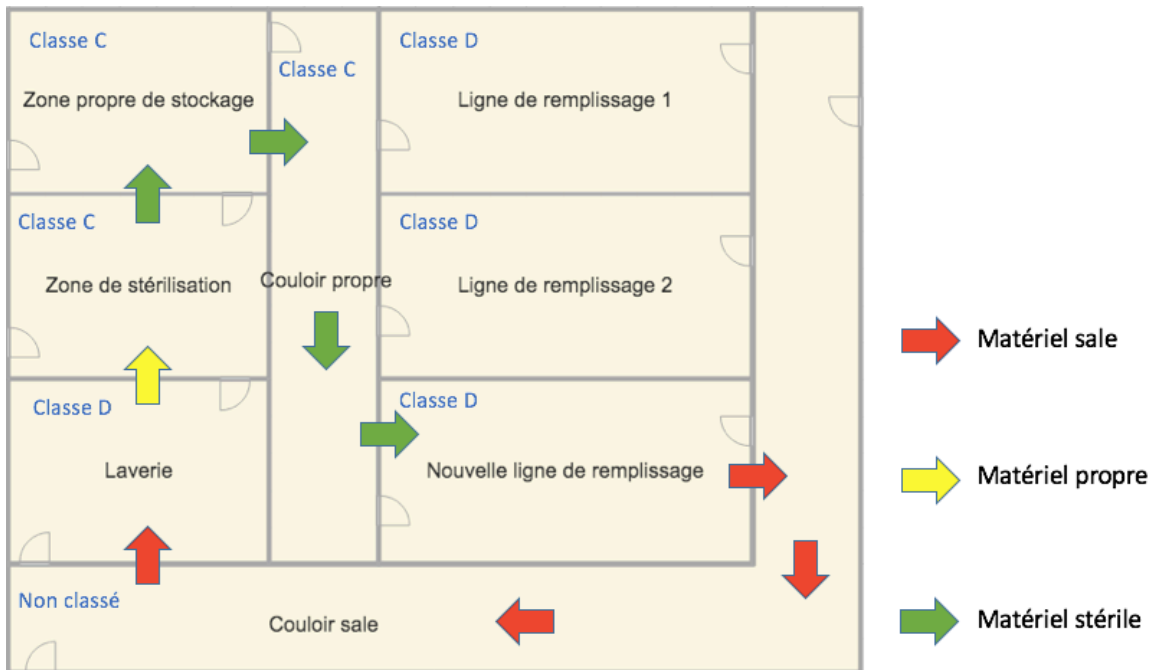 Classe C
Zone propre de stockage
Classe C
Classe D
Ligne de remplissage 1
Classe C
Zone de stérilisation
Couloir propre
Classe D
Ligne de remplissage 2
Classe D
Laverie
Classe D
Nouvelle ligne de remplissage
Non classé
Couloir sale
Matériel sale
Matériel propre
Matériel stérile